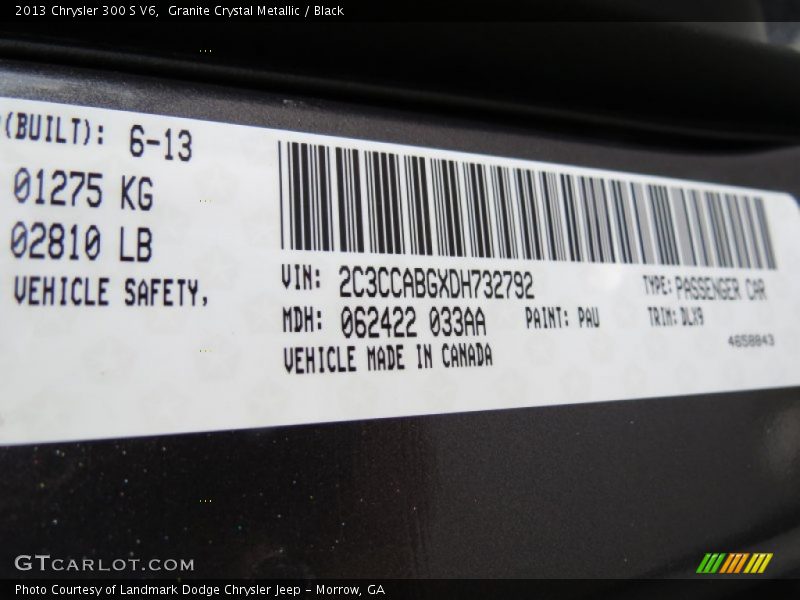 2013 Chrysler 300 S V6,  Granite Crystal Metallic / Black
(BUILT): 6-13
01275 KG
02810 LB
VEHICLE SAFETY,
VIN: 2C3CCABGXDH732792 TYPE: PASSENGER CAR
MDH: 062422 033AA PAINT: PAU TRIM: DLX9
4658843
VEHICLE MADE IN CANADA
GTCARLOT.COM
Photo Courtesy of Landmark Dodge Chrysler Jeep - Morrow, GA